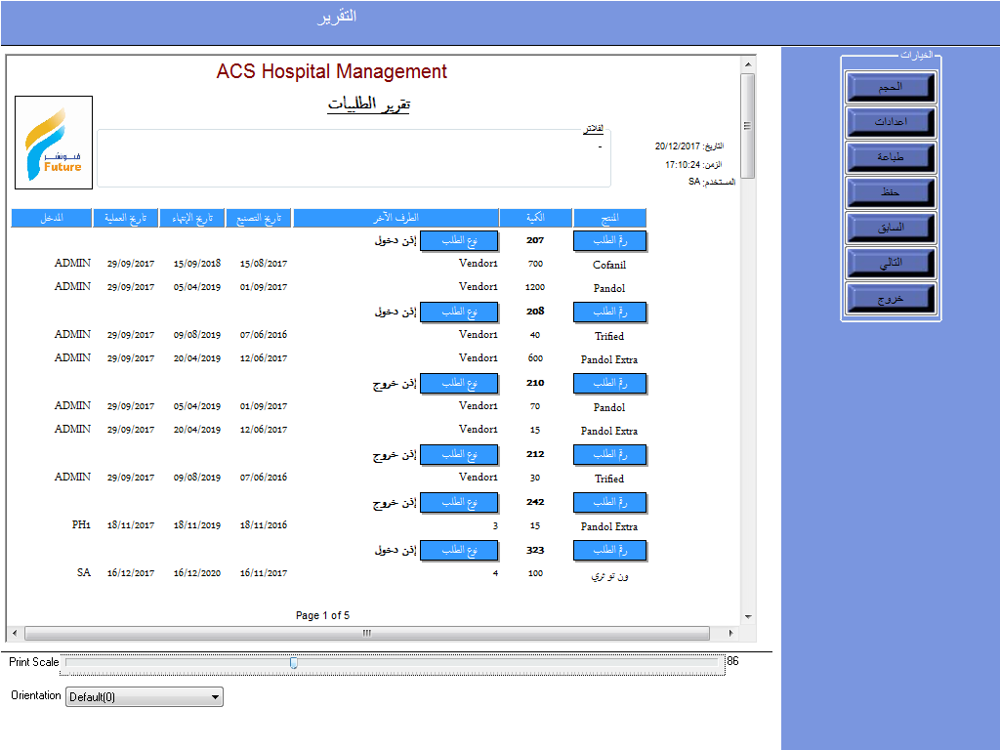 التقرير
ACS Hospital Management
تقرير الطلبيات
فيوتشر
Future
الفلاتر
-
التاريخ: 20/12/2017
الزمن: 17:10:24
المستخدم: SA
المنتج الكمية الطرف الآخر تاريخ التصنيع تاريخ الإنتهاء تاريخ العملية المدخل
رقم الطلب 207 نوع الطلب إذن دخول
Cofanil 700 Vendor1 15/08/2017 15/09/2018 29/09/2017 ADMIN
Pandol 1200 Vendor1 01/09/2017 05/04/2019 29/09/2017 ADMIN
رقم الطلب 208 نوع الطلب إذن دخول
Trified 40 Vendor1 07/06/2016 09/08/2019 29/09/2017 ADMIN
Pandol Extra 600 Vendor1 12/06/2017 20/04/2019 29/09/2017 ADMIN
رقم الطلب 210 نوع الطلب إذن خروج
Pandol 70 Vendor1 01/09/2017 05/04/2019 29/09/2017 ADMIN
Pandol Extra 15 Vendor1 12/06/2017 20/04/2019 29/09/2017 ADMIN
رقم الطلب 212 نوع الطلب إذن خروج
Trified 30 Vendor1 07/06/2016 09/08/2019 29/09/2017 ADMIN
رقم الطلب 242 نوع الطلب إذن خروج
Pandol Extra 15 3 18/11/2016 18/11/2019 18/11/2017 PH1
رقم الطلب 323 نوع الطلب إذن دخول
ون تو ثري 100 4 16/11/2017 16/12/2020 16/12/2017 SA
Page 1 of 5
Print Scale 86
Orientation Default(0)
الخيارات
الحجم
اعدادات
طباعة
حفظ
السابق
التالي
خروج